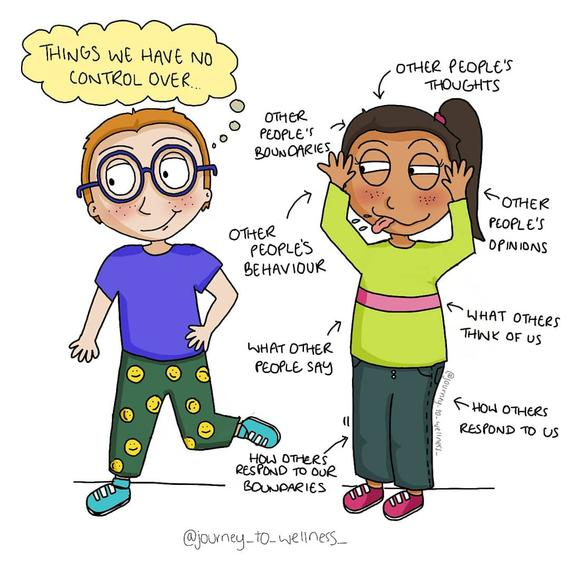 THINGS WE HAVE NO
CONTROL OVER...
OTHER PEOPLE'S
THOUGHTS
OTHER
PEOPLE'S
BOUNDARIES
OTHER
PEOPLE'S
OPINIONS
OTHER
PEOPLE'S
BEHAVIOUR
WHAT OTHERS
THINK OF US
WHAT OTHER
PEOPLE SAY
HOW OTHERS
RESPOND TO US
HOW OTHERS
RESPOND TO OUR
BOUNDARIES
@journey_to_wellness_
@journey_to_wellness_